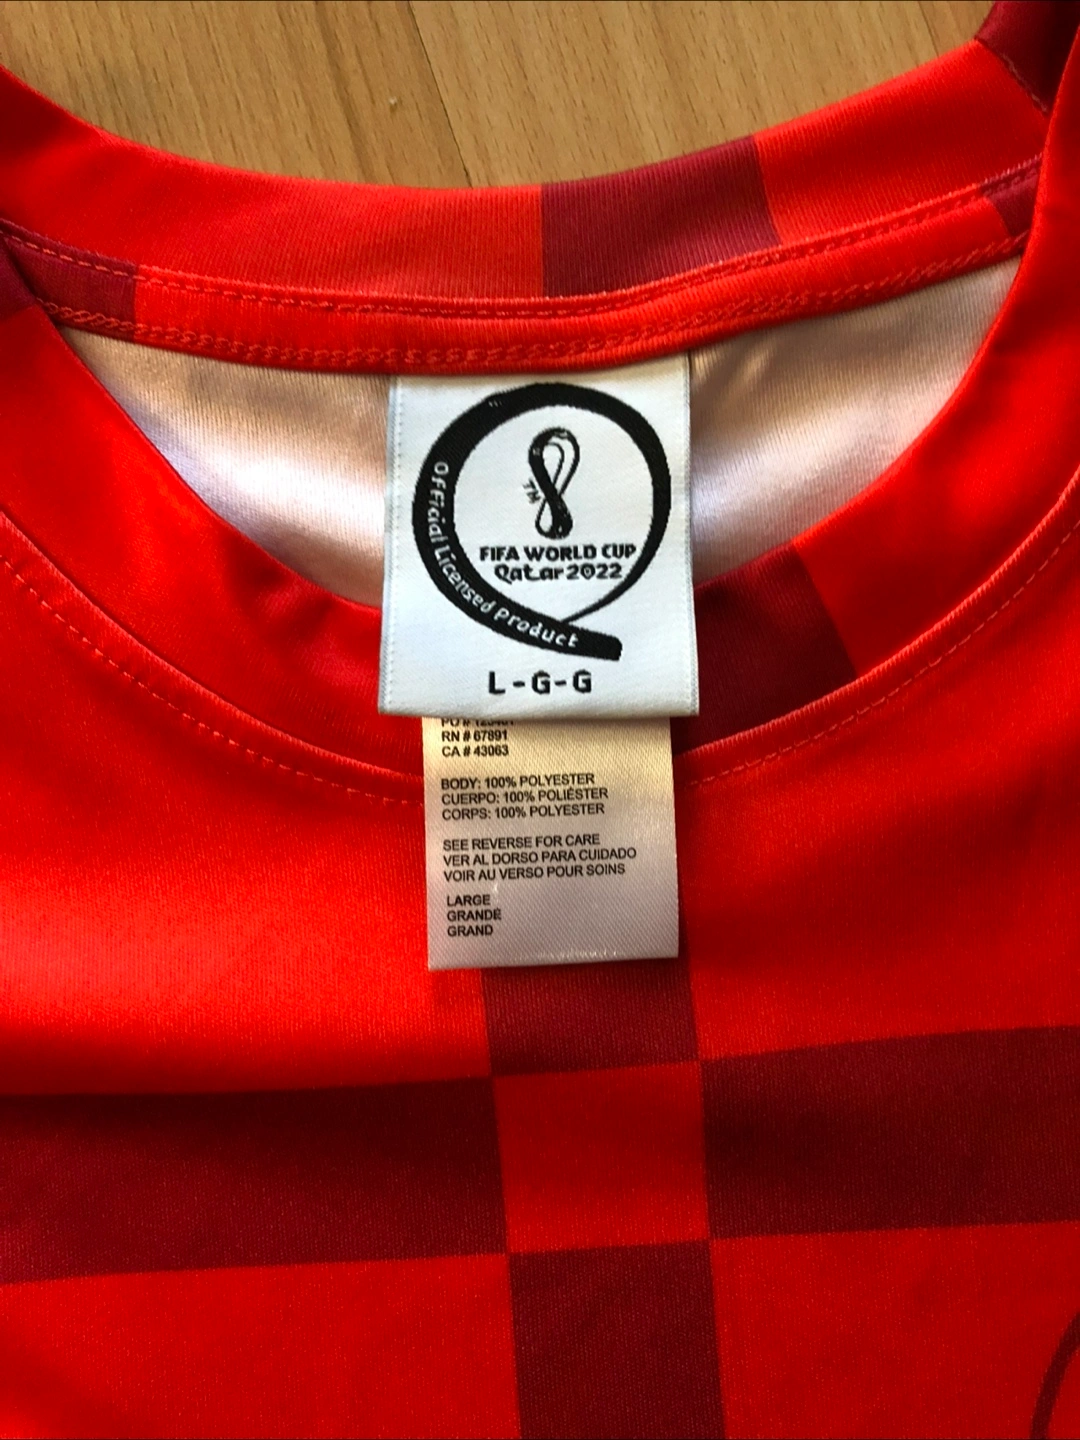 Official Licensed Product
TM
FIFA WORLD CUP
Qatar2022
L-G-G
RN # 67891
CA # 43063
BODY: 100% POLYESTER
CUERPO: 100% POLIÉSTER
CORPS: 100% POLYESTER
SEE REVERSE FOR CARE
VER AL DORSO PARA CUIDADO
VOIR AU VERSO POUR SOINS
LARGE
GRANDE
GRAND